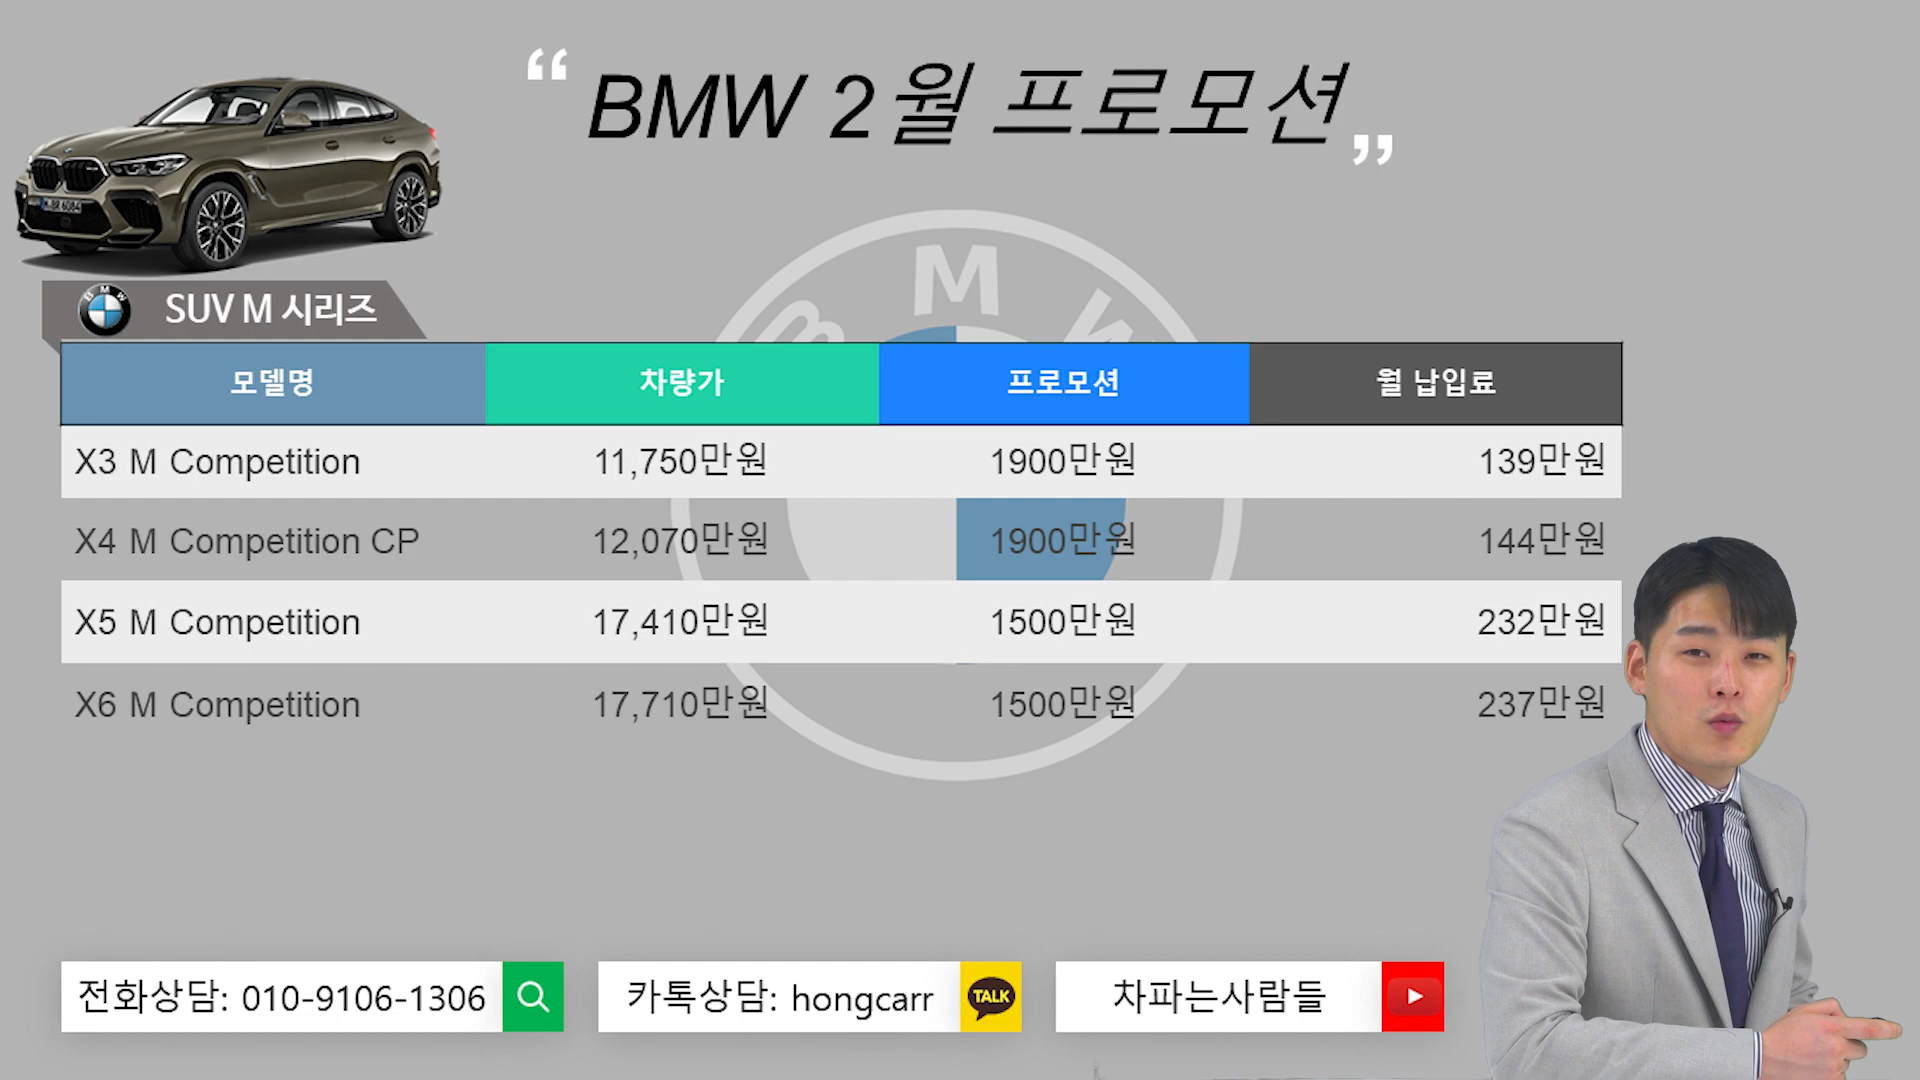 “ BMW 2월 프로모션 ”
SUV M 시리즈
모델명 차량가 프로모션 월 납입료
X3 M Competition 11,750만원 1900만원 139만원
X4 M Competition CP 12,070만원 1900만원 144만원
X5 M Competition 17,410만원 1500만원 232만원
X6 M Competition 17,710만원 1500만원 237만원
BMW
BMW
전화상담: 010-9106-1306
카톡상담: hongcarr
TALK
차파는사람들